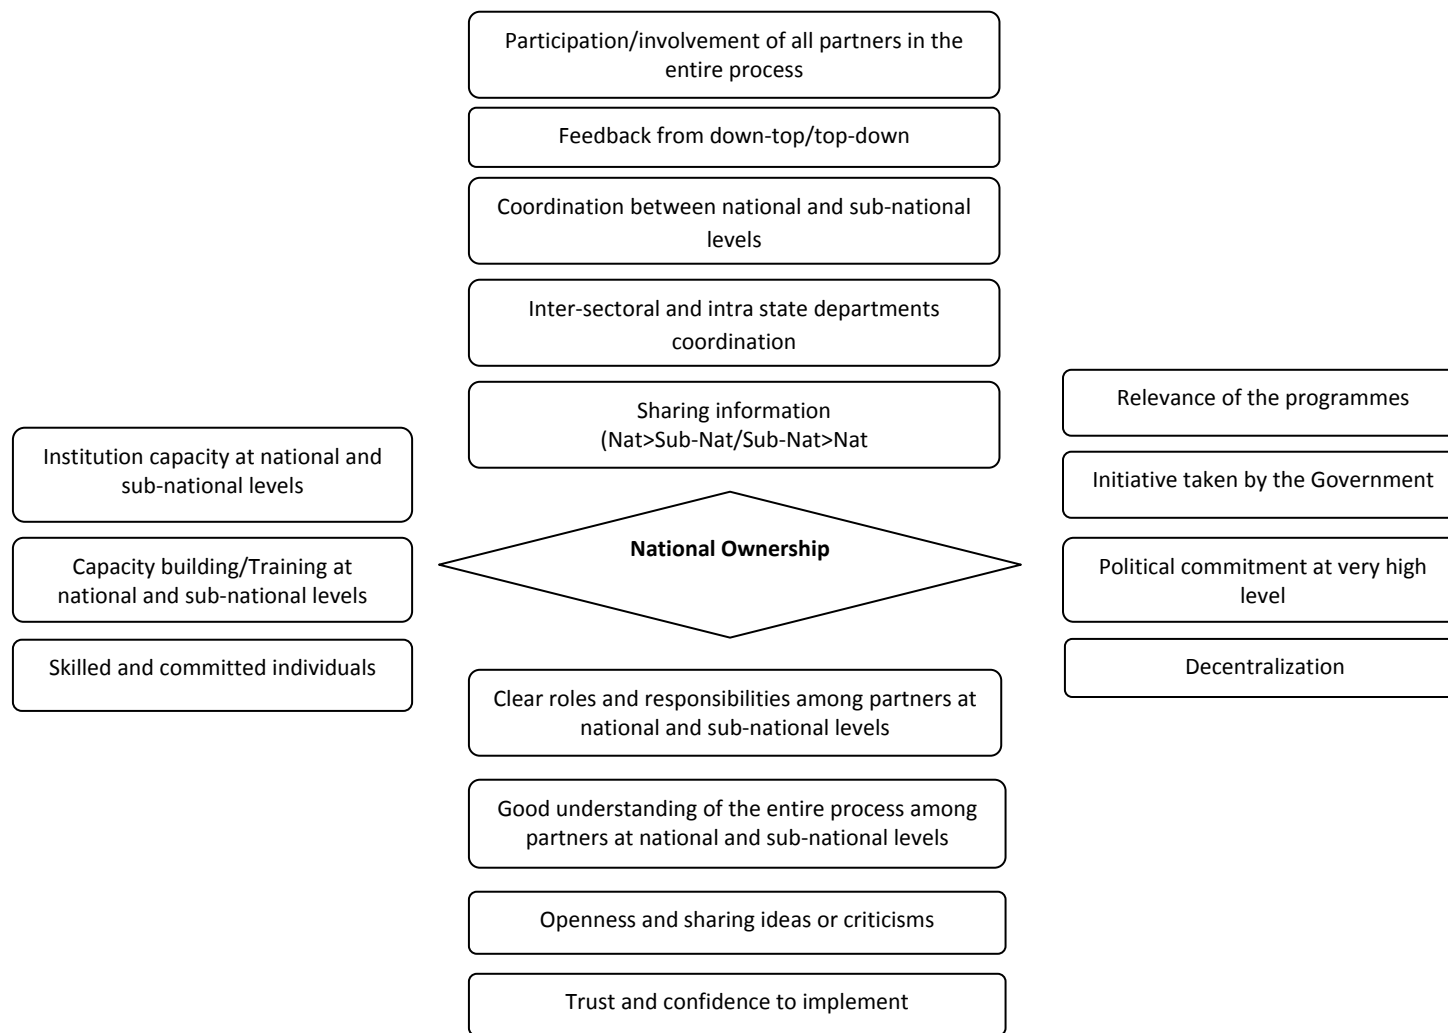 Participation/involvement of all partners in the
entire process
Feedback from down-top/top-down
Coordination between national and sub-national
levels
Inter-sectoral and intra state departments
coordination
Sharing information
(Nat>Sub-Nat/Sub-Nat>Nat
Institution capacity at national and
sub-national levels
Capacity building/Training at
national and sub-national levels
Skilled and committed individuals
National Ownership
Relevance of the programmes
Initiative taken by the Government
Political commitment at very high
level
Decentralization
Clear roles and responsibilities among partners at
national and sub-national levels
Good understanding of the entire process among
partners at national and sub-national levels
Openness and sharing ideas or criticisms
Trust and confidence to implement